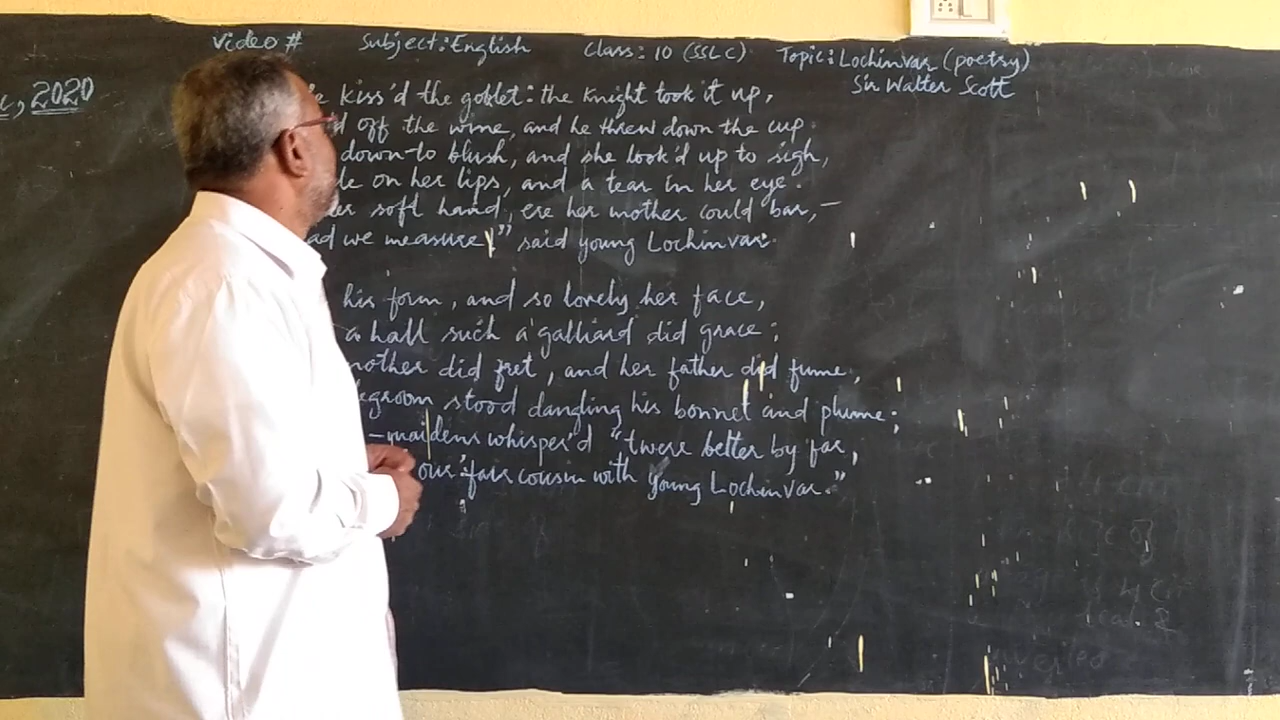 Video # Subject: English Class: 10 (SSLC) Topic: Lochinvar (poetry)
Sir Walter Scott
, 2020
kiss'd the goblet: the knight took it up,
off the wine, and he threw down the cup.
down to blush, and she look'd up to sigh,
on her lips, and a tear in her eye.
soft hand, ere her mother could bar, –
we measure!" said young Lochinvar.
his form, and so lovely her face,
a hall such a galliard did grace;
mother did fret, and her father did fume,
stood dangling his bonnet and plume;
-maidens whisper'd "twere better by far,
our fair cousin with young Lochinvar."